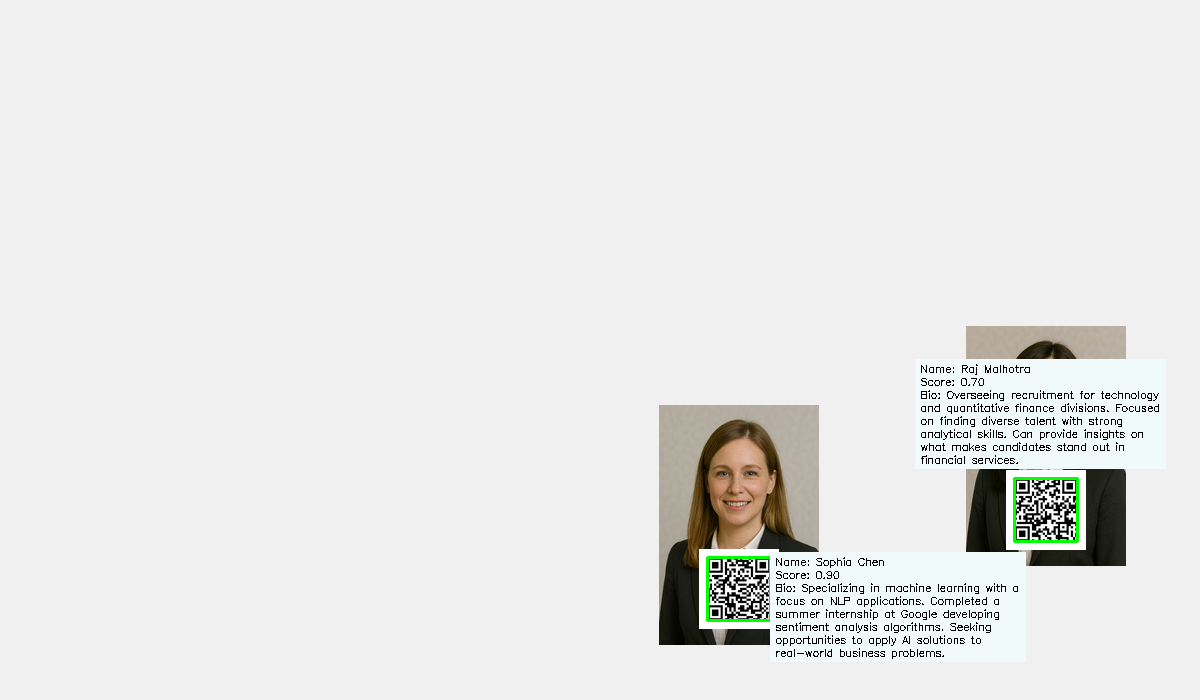 Name: Raj Malhotra
Score: 0.70
Bio: Overseeing recruitment for technology
and quantitative finance divisions. Focused
on finding diverse talent with strong
analytical skills. Can provide insights on
what makes candidates stand out in
financial services.
Name: Sophia Chen
Score: 0.90
Bio: Specializing in machine learning with a
focus on NLP applications. Completed a
summer internship at Google developing
sentiment analysis algorithms. Seeking
opportunities to apply AI solutions to
real-world business problems.